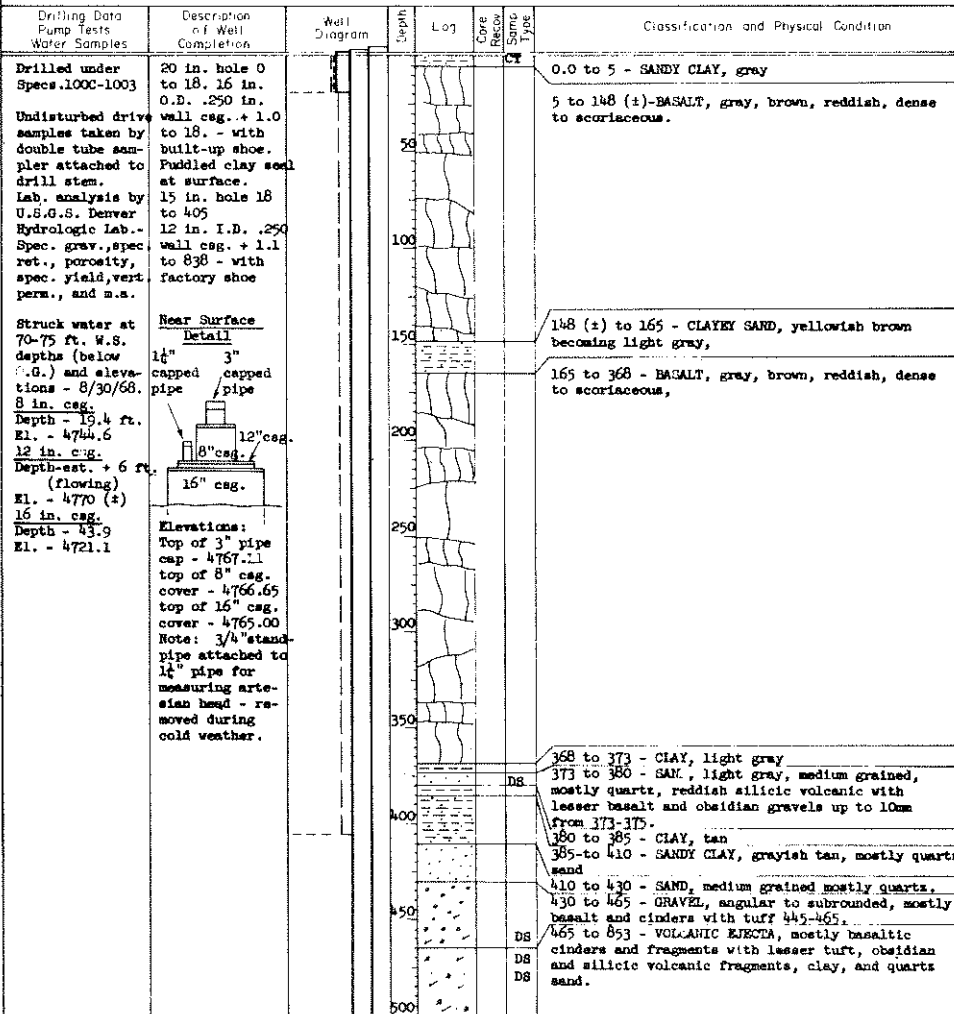 Drilling Data
Pump Tests
Water Samples
Description
of Well
Completion
Well
Diagram
Depth
Log
Core
Recov
Samp
Type
Classification and Physical Condition
Drilled under
Specs.100C-1003
Undisturbed drive
samples taken by
double tube sam-
pler attached to
drill stem.
Lab. analysis by
U.S.G.S. Denver
Hydrologic Lab.-
Spec. grav.,spec
ret., porosity,
spec. yield,vert.
perm., and m.a.
Struck water at
70-75 ft. W.S.
depths (below
.G.) and eleva-
tions - 8/30/68.
8 in. csg.
Depth - 19.4 ft.
El. - 4744.6
12 in. csg.
Depth-est. + 6 ft.
(flowing)
El. - 4770 (±)
16 in. csg.
Depth - 43.9
El. - 4721.1
20 in. hole 0
to 18. 16 in.
O.D. .250 in.
wall csg. + 1.0
to 18. - with
built-up shoe.
Puddled clay seal
at surface.
15 in. hole 18
to 405
12 in. I.D. .250
wall csg. + 1.1
to 838 - with
factory shoe
Near Surface
Detail
1¼" 3"
capped capped
pipe pipe
12"csg.
8"csg.
16" csg.
Elevations:
Top of 3" pipe
cap - 4767.11
top of 8" csg.
cover - 4766.65
top of 16" csg.
cover - 4765.00
Note: 3/4"stand-
pipe attached to
1¼" pipe for
measuring arte-
sian head - re-
moved during
cold weather.
50
100
150
200
250
300
350
400
450
500
CT
DS
DS
DS
DS
0.0 to 5 - SANDY CLAY, gray
5 to 148 (±)-BASALT, gray, brown, reddish, dense
to scoriaceous.
148 (±) to 165 - CLAYEY SAND, yellowish brown
becoming light gray,
165 to 368 - BASALT, gray, brown, reddish, dense
to scoriaceous,
368 to 373 - CLAY, light gray
373 to 380 - SAN., light gray, medium grained,
mostly quartz, reddish silicic volcanic with
lesser basalt and obsidian gravels up to 10mm
from 373-375.
380 to 385 - CLAY, tan
385-to 410 - SANDY CLAY, grayish tan, mostly quartz
sand
410 to 430 - SAND, medium grained mostly quartz.
430 to 465 - GRAVEL, angular to subrounded, mostly
basalt and cinders with tuff 445-465.
465 to 853 - VOLCANIC EJECTA, mostly basaltic
cinders and fragments with lesser tuft, obsidian
and silicic volcanic fragments, clay, and quartz
sand.